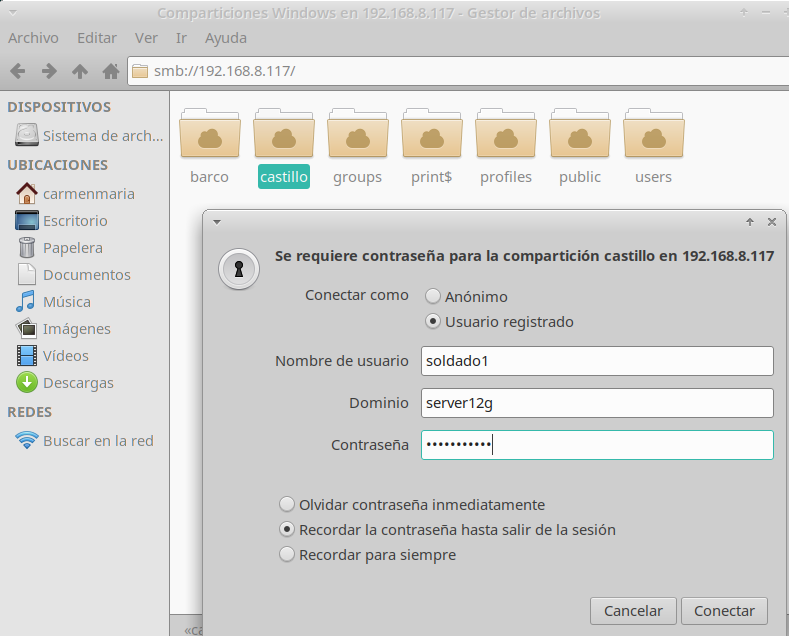 Comparticiones Windows en 192.168.8.117 - Gestor de archivos
Archivo Editar Ver Ir Ayuda
smb://192.168.8.117/
DISPOSITIVOS
Sistema de arch...
UBICACIONES
carmenmaria
Escritorio
Papelera
Documentos
Música
Imágenes
Vídeos
Descargas
REDES
Buscar en la red
barco castillo groups print$ profiles public users
Se requiere contraseña para la compartición castillo en 192.168.8.117
Conectar como Anónimo
Usuario registrado
Nombre de usuario soldado1
Dominio server12g
Contraseña •••••••••••
Olvidar contraseña inmediatamente
Recordar la contraseña hasta salir de la sesión
Recordar para siempre
Cancelar Conectar